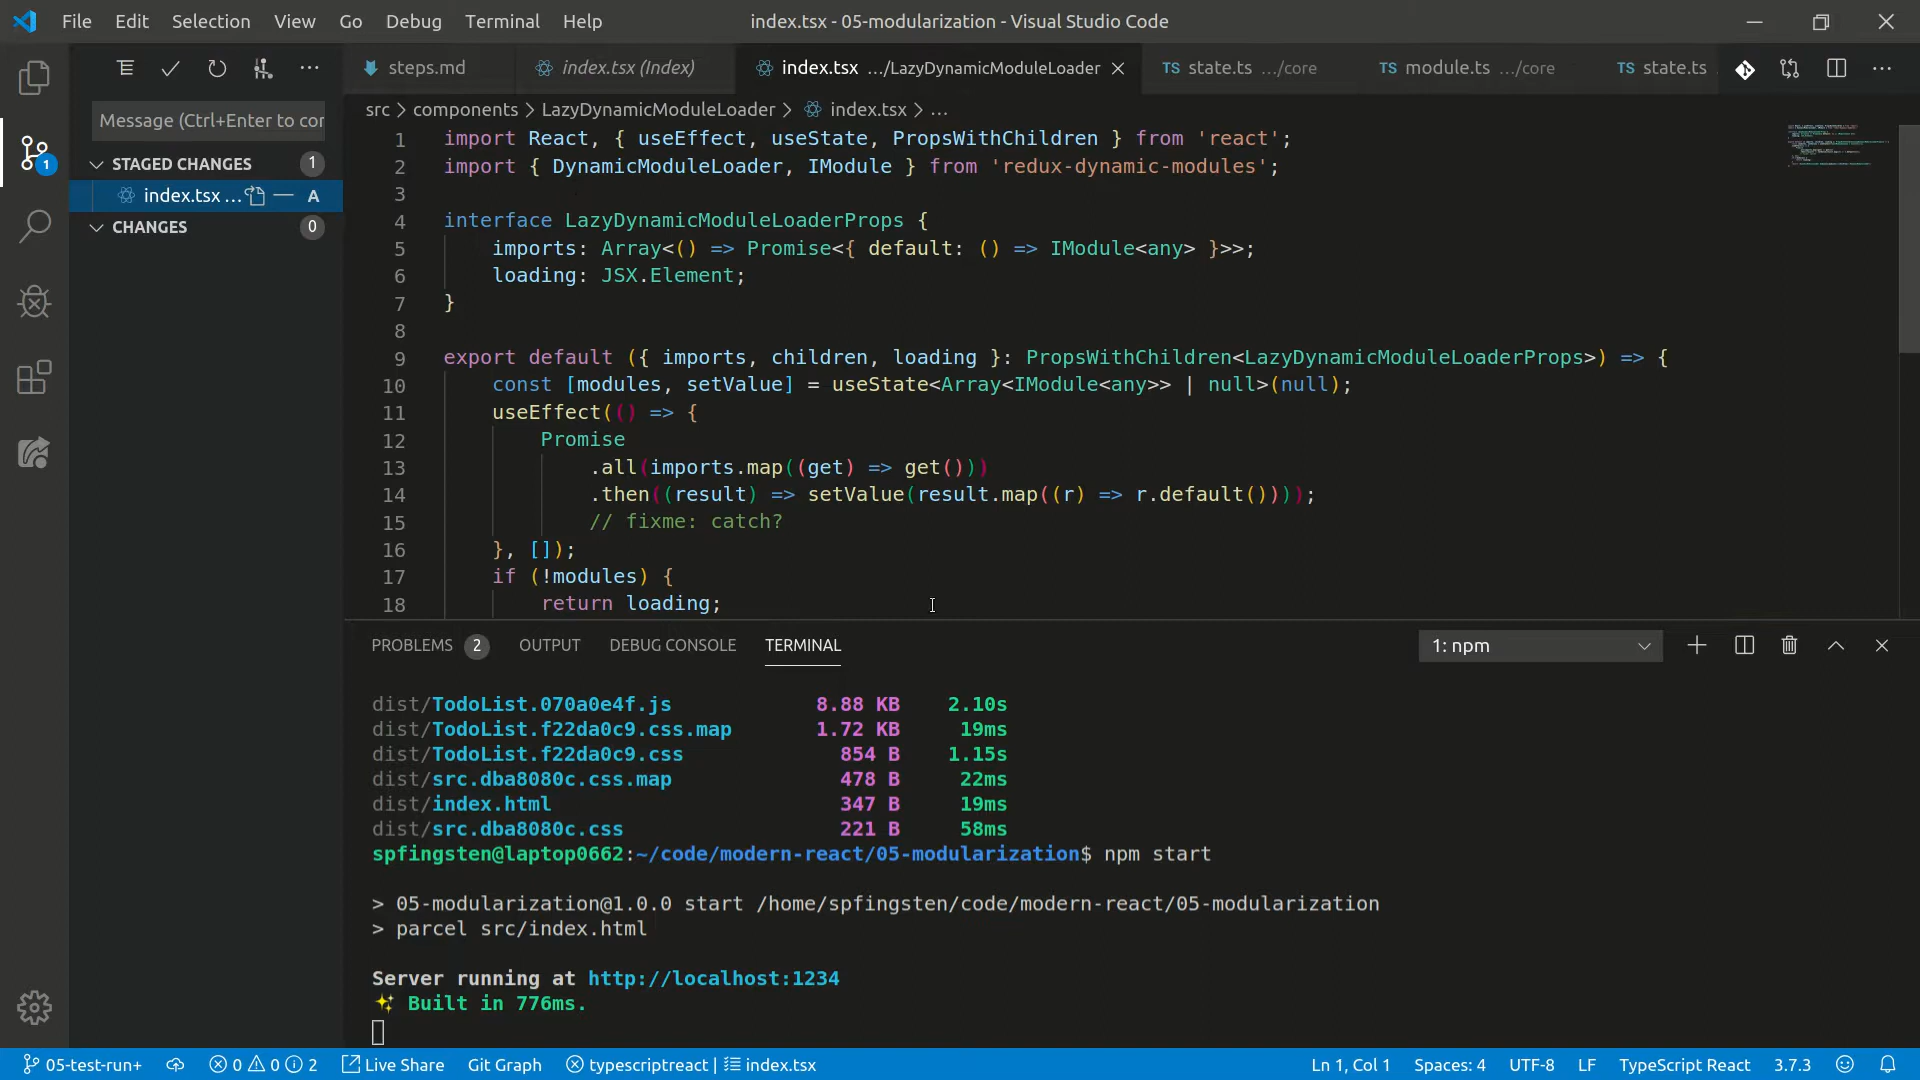 File Edit Selection View Go Debug Terminal Help
index.tsx - 05-modularization - Visual Studio Code
steps.md
index.tsx (Index)
index.tsx .../LazyDynamicModuleLoader
TS state.ts .../core
TS module.ts .../core
TS state.ts
Message (Ctrl+Enter to cor
STAGED CHANGES 1
index.tsx ... A
CHANGES 0
1
src > components > LazyDynamicModuleLoader > index.tsx > ...
1 import React, { useEffect, useState, PropsWithChildren } from 'react';
2 import { DynamicModuleLoader, IModule } from 'redux-dynamic-modules';
3
4 interface LazyDynamicModuleLoaderProps {
5 imports: Array<() => Promise<{ default: () => IModule<any> }>>;
6 loading: JSX.Element;
7 }
8
9 export default ({ imports, children, loading }: PropsWithChildren<LazyDynamicModuleLoaderProps>) => {
10 const [modules, setValue] = useState<Array<IModule<any>> | null>(null);
11 useEffect(() => {
12 Promise
13 .all(imports.map((get) => get()))
14 .then((result) => setValue(result.map((r) => r.default())));
15 // fixme: catch?
16 }, []);
17 if (!modules) {
18 return loading;
PROBLEMS 2 OUTPUT DEBUG CONSOLE TERMINAL
1: npm
dist/TodoList.070a0e4f.js 8.88 KB 2.10s
dist/TodoList.f22da0c9.css.map 1.72 KB 19ms
dist/TodoList.f22da0c9.css 854 B 1.15s
dist/src.dba8080c.css.map 478 B 22ms
dist/index.html 347 B 19ms
dist/src.dba8080c.css 221 B 58ms
spfingsten@laptop0662:~/code/modern-react/05-modularization$ npm start
> 05-modularization@1.0.0 start /home/spfingsten/code/modern-react/05-modularization
> parcel src/index.html
Server running at http://localhost:1234
✨ Built in 776ms.
05-test-run+ 0 0 2 Live Share Git Graph typescriptreact | index.tsx Ln 1, Col 1 Spaces: 4 UTF-8 LF TypeScript React 3.7.3